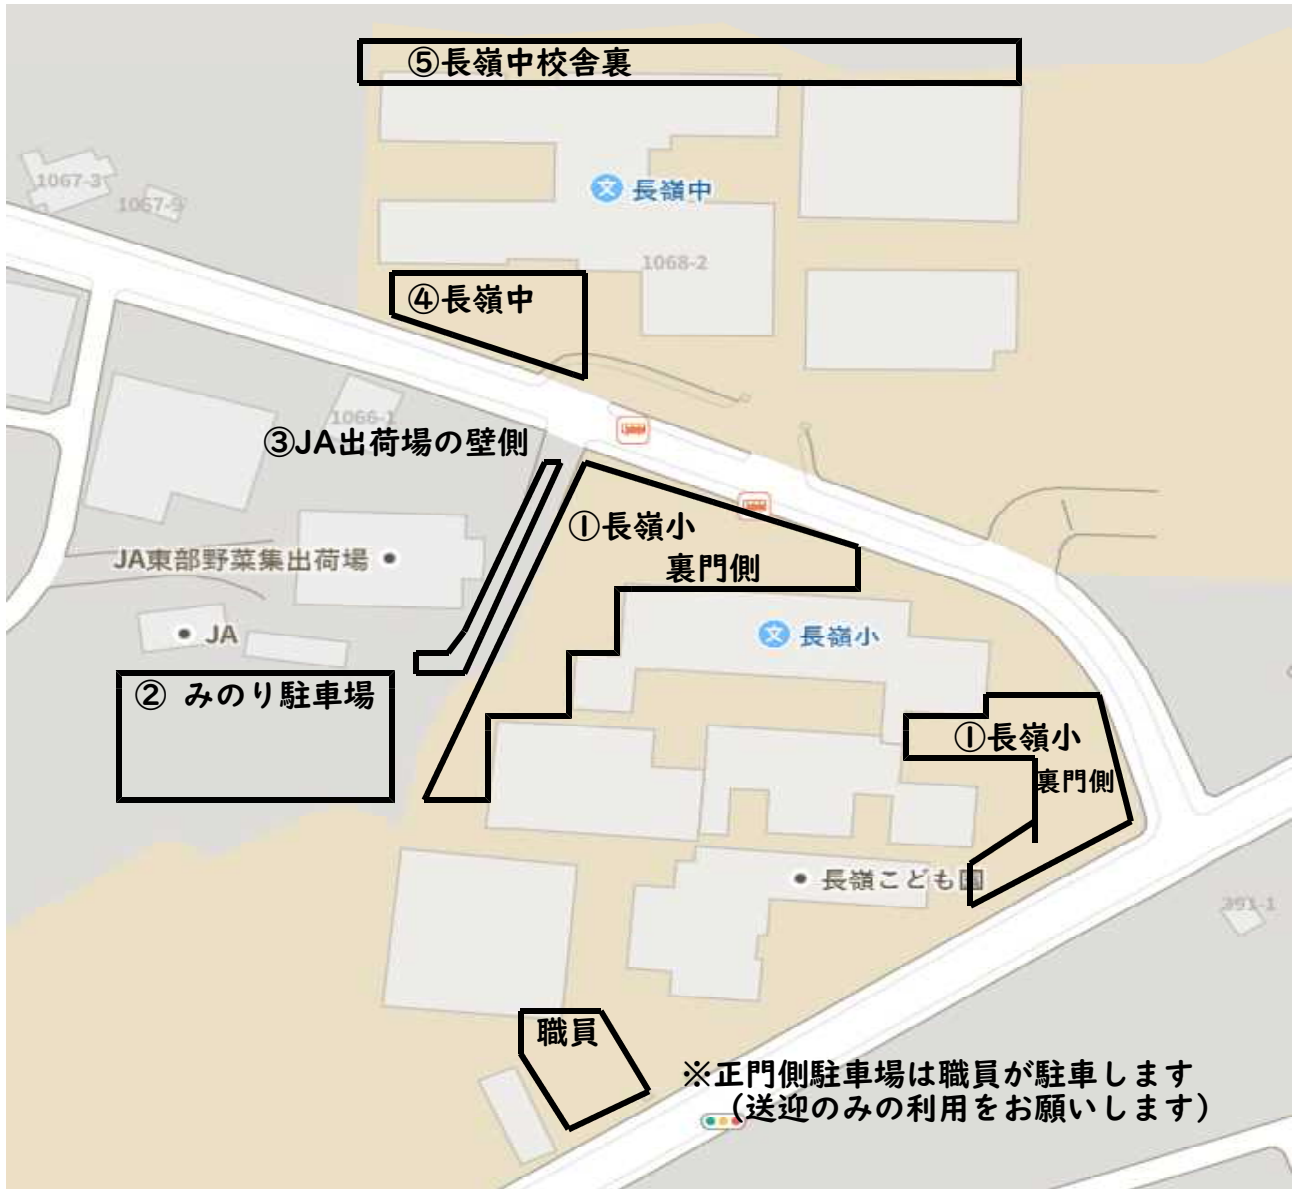 ⑤長嶺中校舎裏
1067-3
1067-9
長嶺中
1068-2
④長嶺中
1066-1
③JA出荷場の壁側
①長嶺小
裏門側
JA東部野菜集出荷場
JA
長嶺小
② みのり駐車場
①長嶺小
裏門側
長嶺こども園
391-1
職員
※正門側駐車場は職員が駐車します
（送迎のみの利用をお願いします）